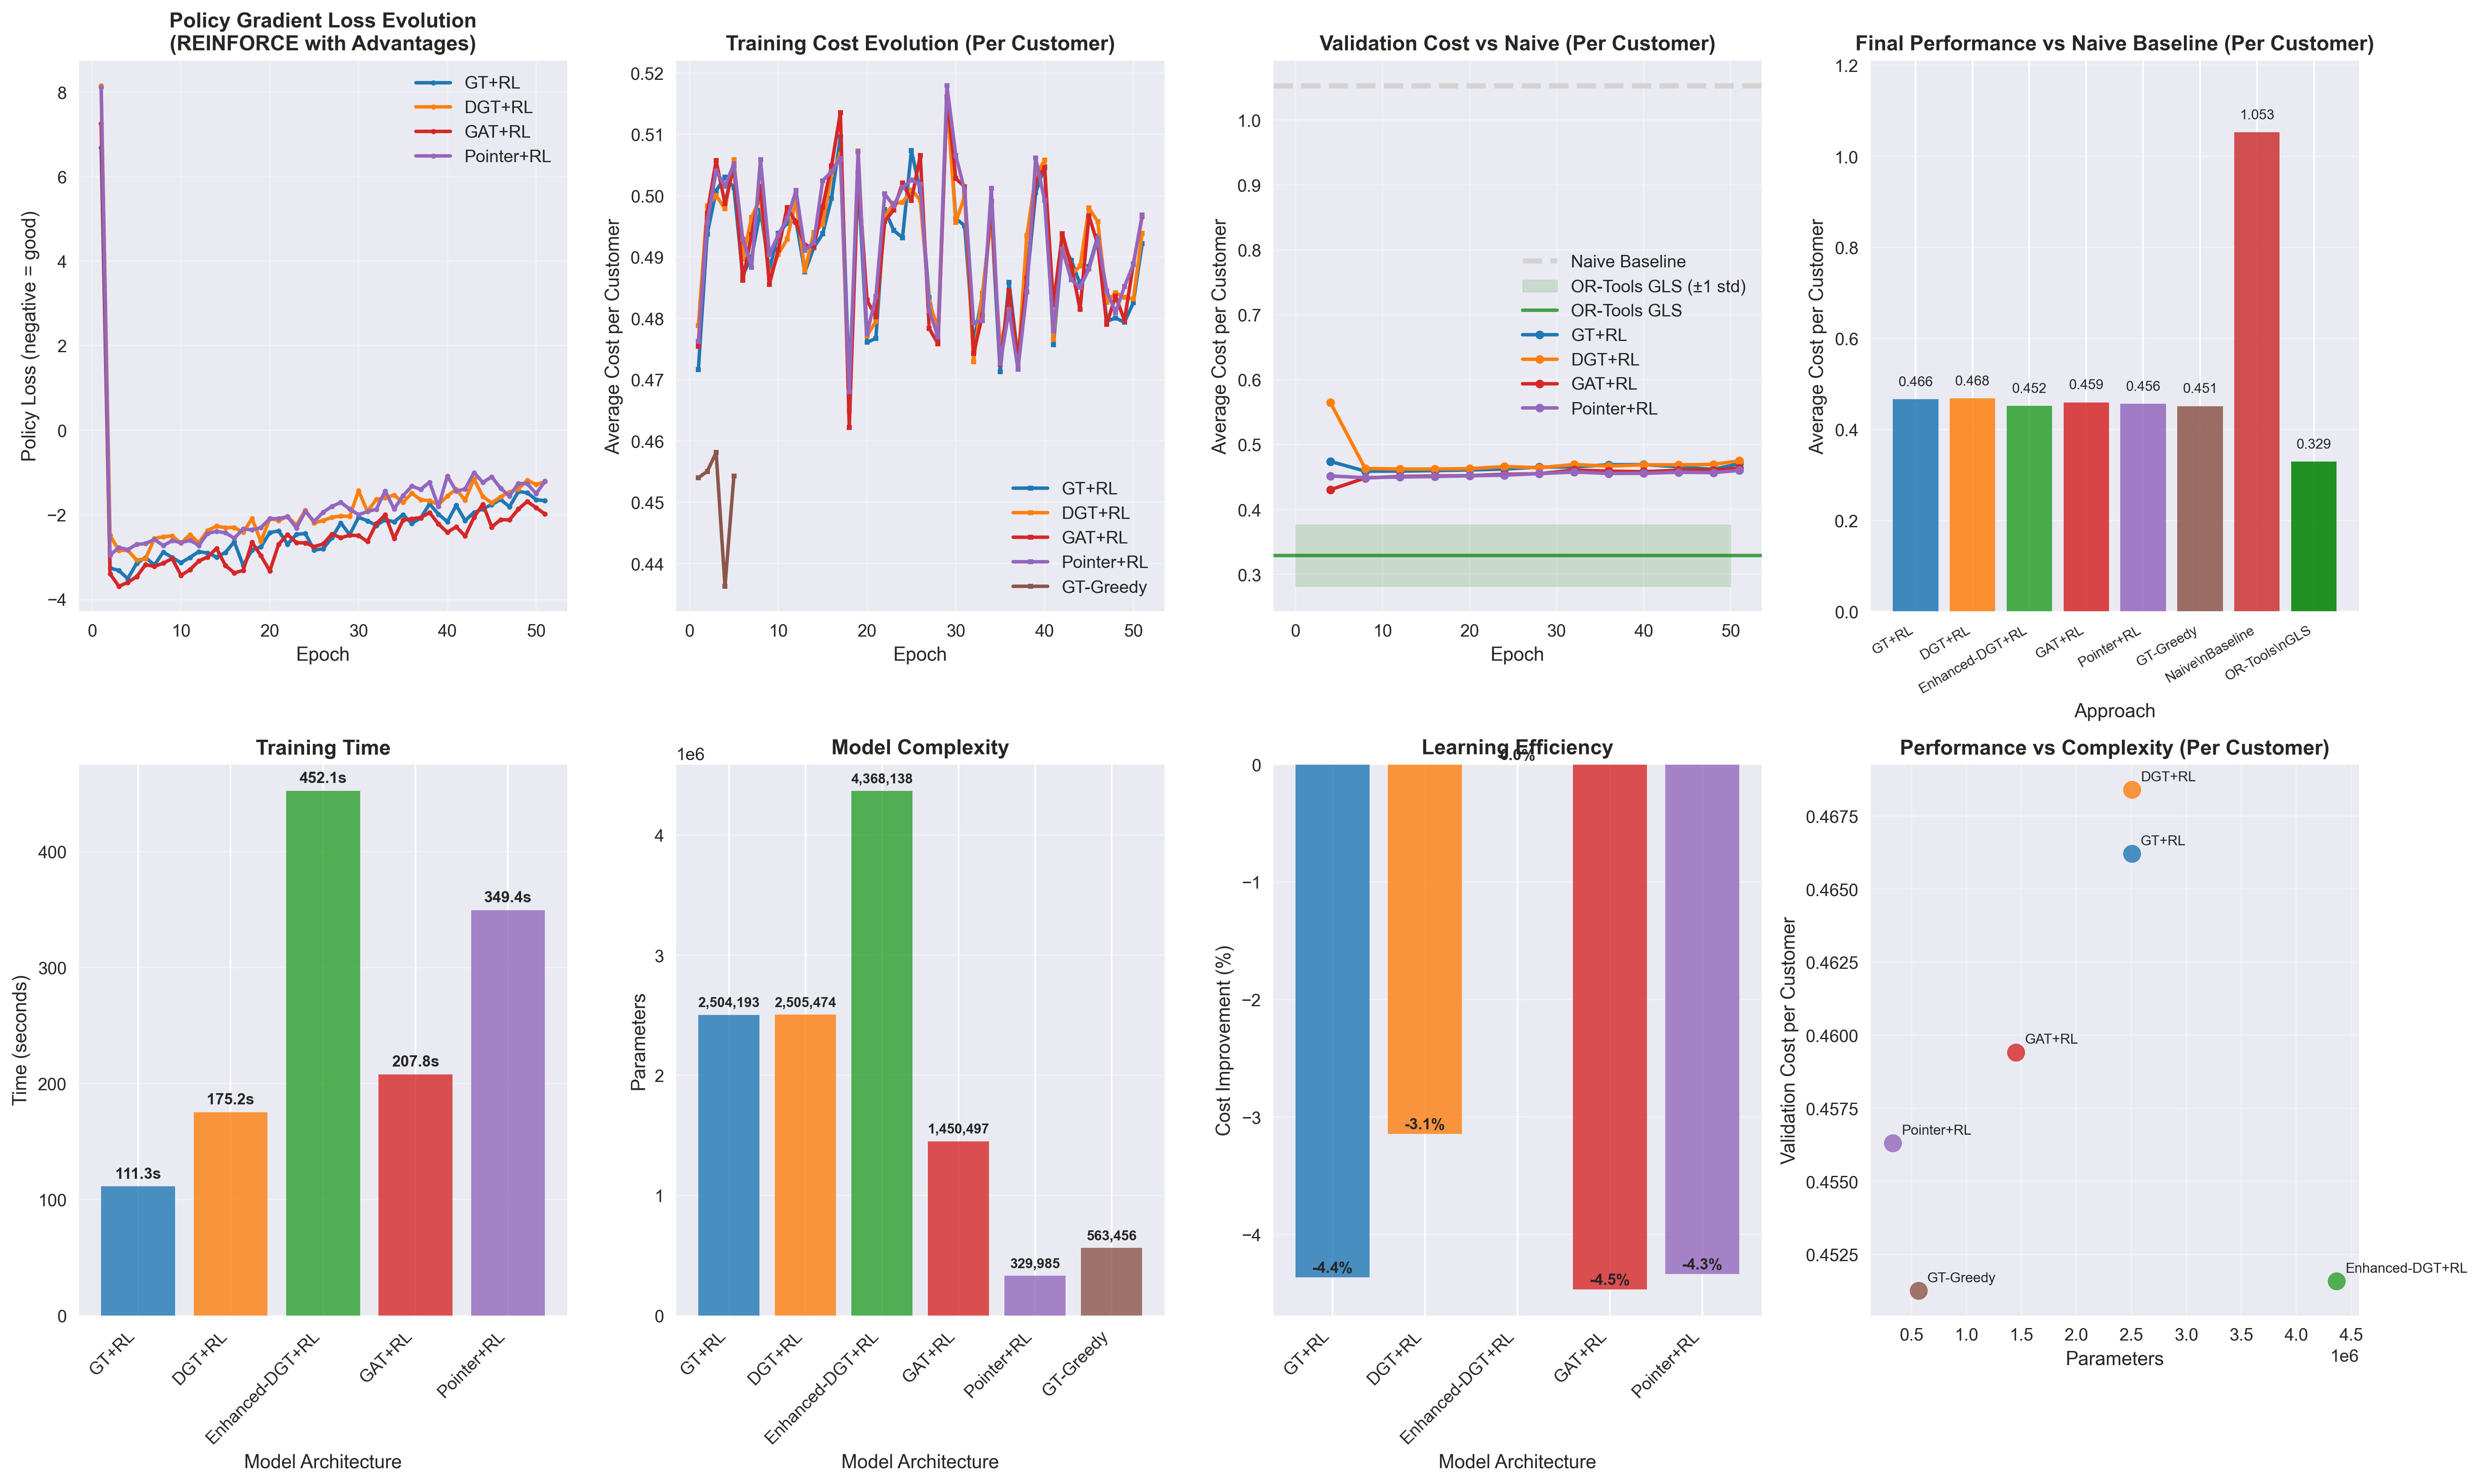 Policy Gradient Loss Evolution
(REINFORCE with Advantages)
Policy Loss (negative = good)
8
6
4
2
0
−2
−4
0 10 20 30 40 50
Epoch
GT+RL
DGT+RL
GAT+RL
Pointer+RL
Training Cost Evolution (Per Customer)
Average Cost per Customer
0.52
0.51
0.50
0.49
0.48
0.47
0.46
0.45
0.44
0 10 20 30 40 50
Epoch
GT+RL
DGT+RL
GAT+RL
Pointer+RL
GT-Greedy
Validation Cost vs Naive (Per Customer)
Average Cost per Customer
1.0
0.9
0.8
0.7
0.6
0.5
0.4
0.3
0 10 20 30 40 50
Epoch
Naive Baseline
OR-Tools GLS (±1 std)
OR-Tools GLS
GT+RL
DGT+RL
GAT+RL
Pointer+RL
Final Performance vs Naive Baseline (Per Customer)
Average Cost per Customer
1.2
1.0
0.8
0.6
0.4
0.2
0.0
0.466
0.468
0.452
0.459
0.456
0.451
1.053
0.329
GT+RL
DGT+RL
Enhanced-DGT+RL
GAT+RL
Pointer+RL
GT-Greedy
Naive\nBaseline
OR-Tools\nGLS
Approach
Training Time
Time (seconds)
400
300
200
100
0
111.3s
175.2s
452.1s
207.8s
349.4s
GT+RL
DGT+RL
Enhanced-DGT+RL
GAT+RL
Pointer+RL
Model Architecture
Model Complexity
1e6
Parameters
4
3
2
1
0
2,504,193
2,505,474
4,368,138
1,450,497
329,985
563,456
GT+RL
DGT+RL
Enhanced-DGT+RL
GAT+RL
Pointer+RL
GT-Greedy
Model Architecture
Learning Efficiency
Cost Improvement (%)
0
−1
−2
−3
−4
-4.4%
-3.1%
-4.5%
-4.3%
GT+RL
DGT+RL
Enhanced-DGT+RL
GAT+RL
Pointer+RL
Model Architecture
Performance vs Complexity (Per Customer)
Validation Cost per Customer
0.4675
0.4650
0.4625
0.4600
0.4575
0.4550
0.4525
DGT+RL
GT+RL
GAT+RL
Pointer+RL
GT-Greedy
Enhanced-DGT+RL
0.5 1.0 1.5 2.0 2.5 3.0 3.5 4.0 4.5
1e6
Parameters